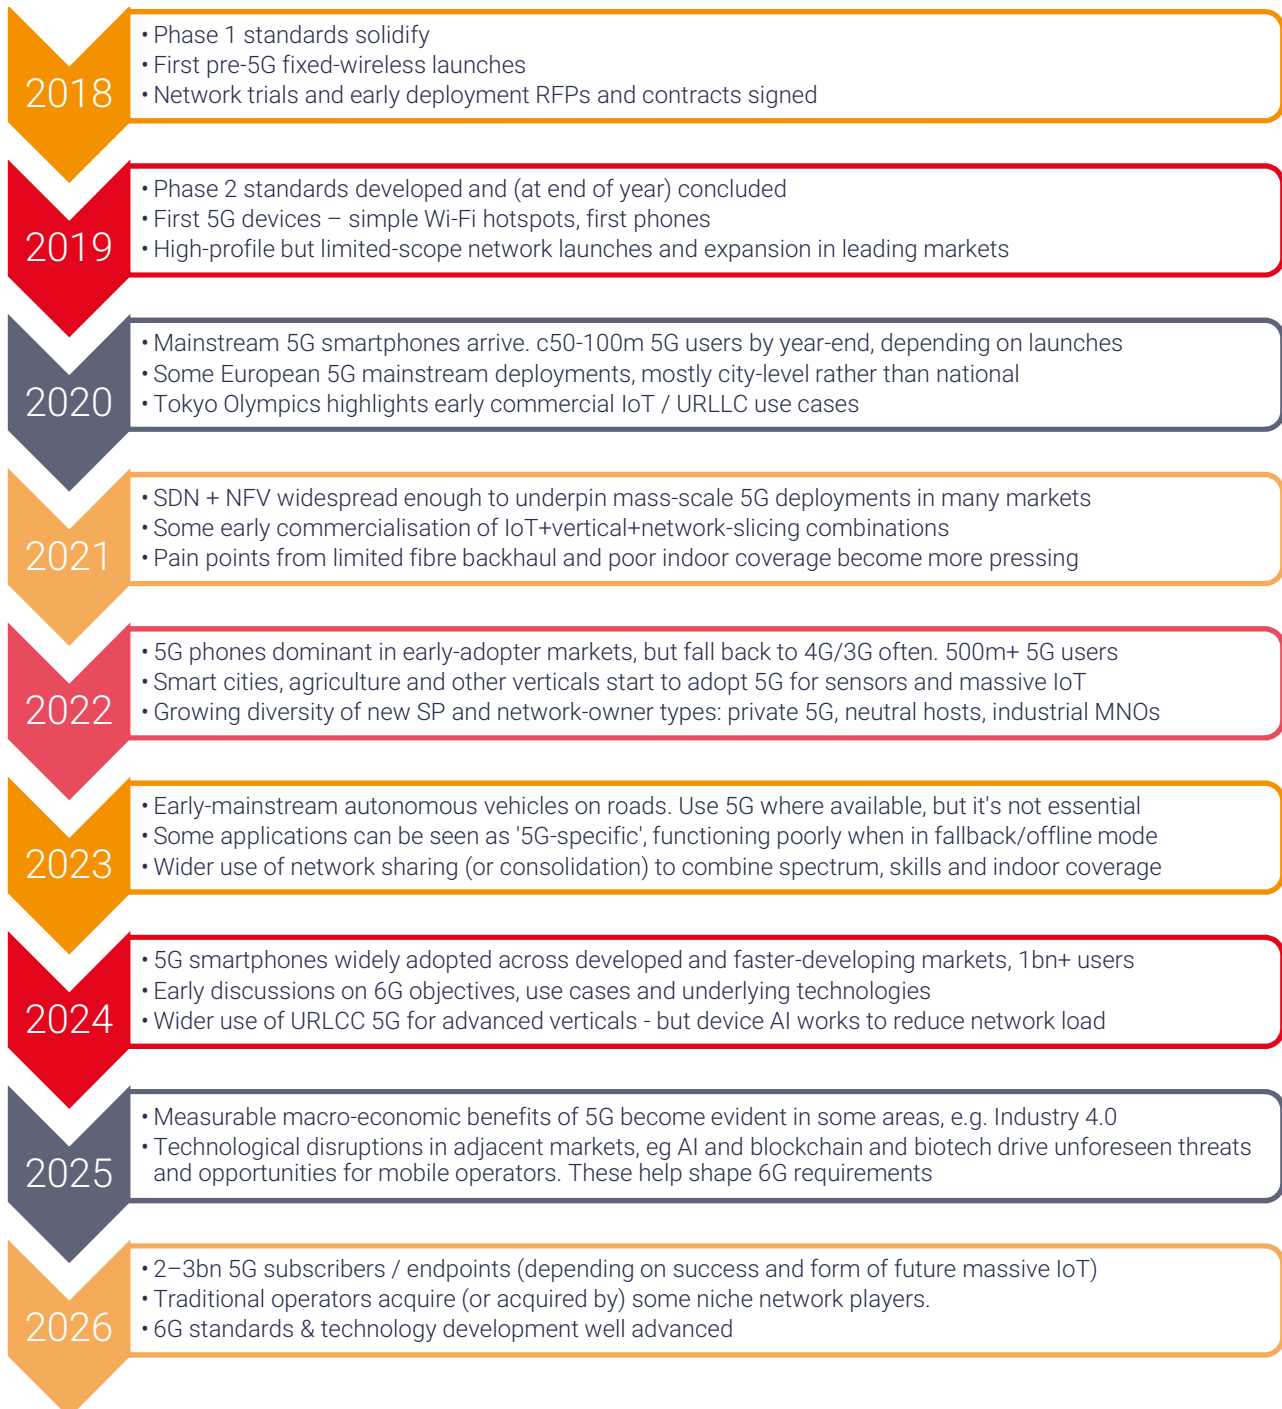 2018
• Phase 1 standards solidify
• First pre-5G fixed-wireless launches
• Network trials and early deployment RFPs and contracts signed
2019
• Phase 2 standards developed and (at end of year) concluded
• First 5G devices – simple Wi-Fi hotspots, first phones
• High-profile but limited-scope network launches and expansion in leading markets
2020
• Mainstream 5G smartphones arrive. c50-100m 5G users by year-end, depending on launches
• Some European 5G mainstream deployments, mostly city-level rather than national
• Tokyo Olympics highlights early commercial IoT / URLLC use cases
2021
• SDN + NFV widespread enough to underpin mass-scale 5G deployments in many markets
• Some early commercialisation of IoT+vertical+network-slicing combinations
• Pain points from limited fibre backhaul and poor indoor coverage become more pressing
2022
• 5G phones dominant in early-adopter markets, but fall back to 4G/3G often. 500m+ 5G users
• Smart cities, agriculture and other verticals start to adopt 5G for sensors and massive IoT
• Growing diversity of new SP and network-owner types: private 5G, neutral hosts, industrial MNOs
2023
• Early-mainstream autonomous vehicles on roads. Use 5G where available, but it's not essential
• Some applications can be seen as '5G-specific', functioning poorly when in fallback/offline mode
• Wider use of network sharing (or consolidation) to combine spectrum, skills and indoor coverage
2024
• 5G smartphones widely adopted across developed and faster-developing markets, 1bn+ users
• Early discussions on 6G objectives, use cases and underlying technologies
• Wider use of URLCC 5G for advanced verticals - but device AI works to reduce network load
2025
• Measurable macro-economic benefits of 5G become evident in some areas, e.g. Industry 4.0
• Technological disruptions in adjacent markets, eg AI and blockchain and biotech drive unforeseen threats
and opportunities for mobile operators. These help shape 6G requirements
2026
• 2–3bn 5G subscribers / endpoints (depending on success and form of future massive IoT)
• Traditional operators acquire (or acquired by) some niche network players.
• 6G standards & technology development well advanced